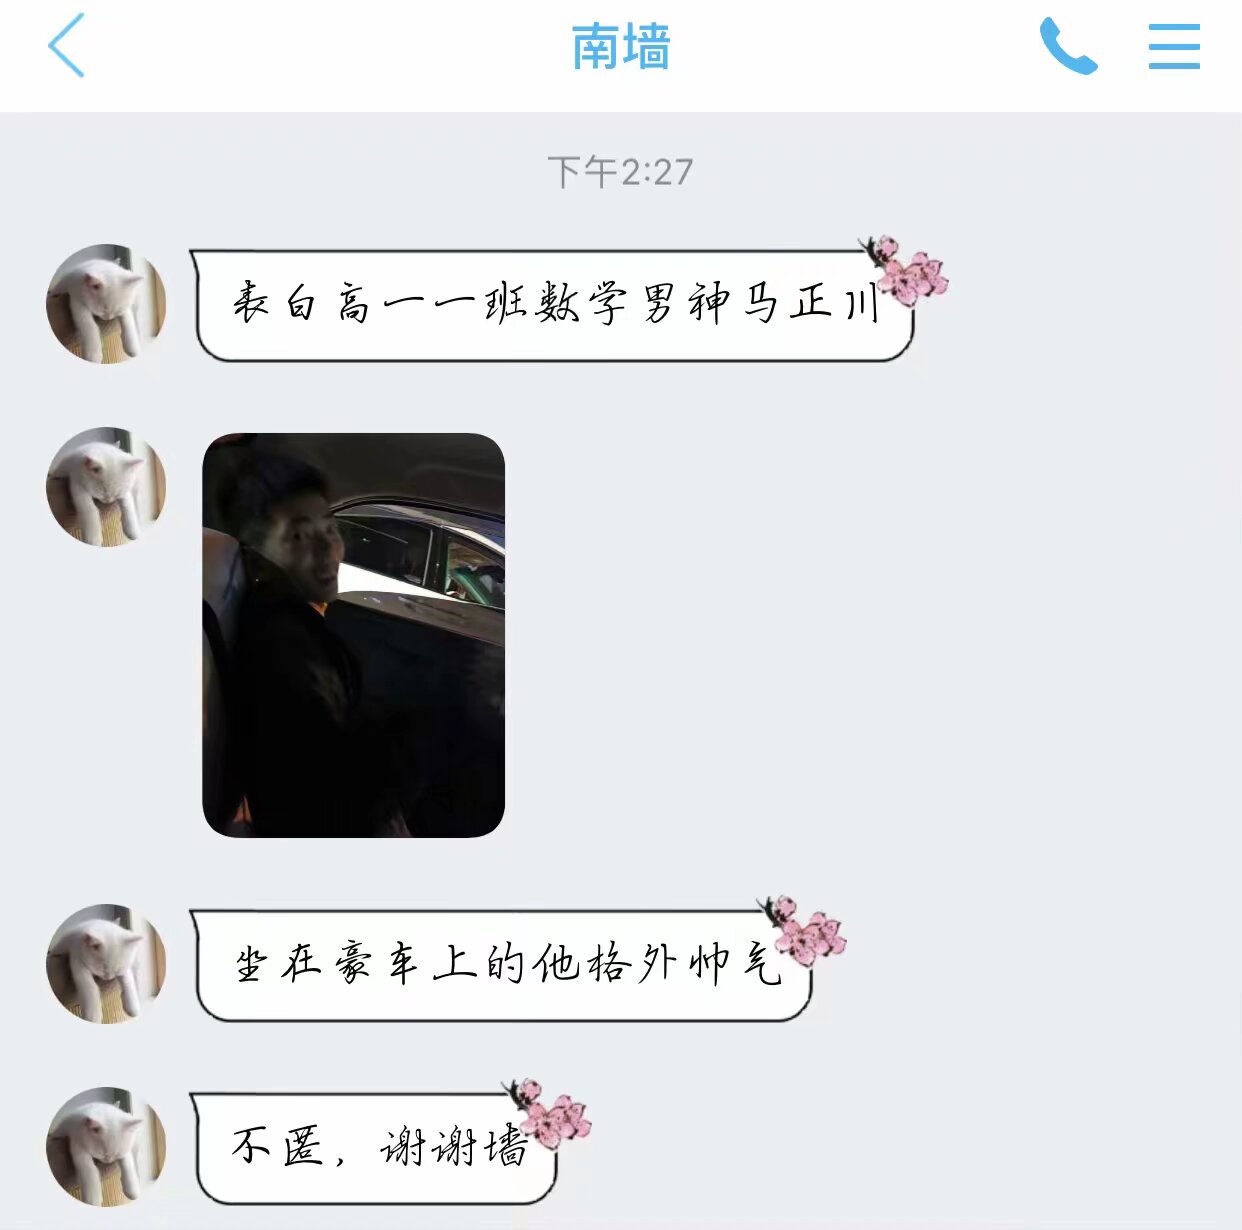 南墙
下午2:27
表白高一一班数学男神马正川
坐在豪车上的他格外帅气
不匿，谢谢墙